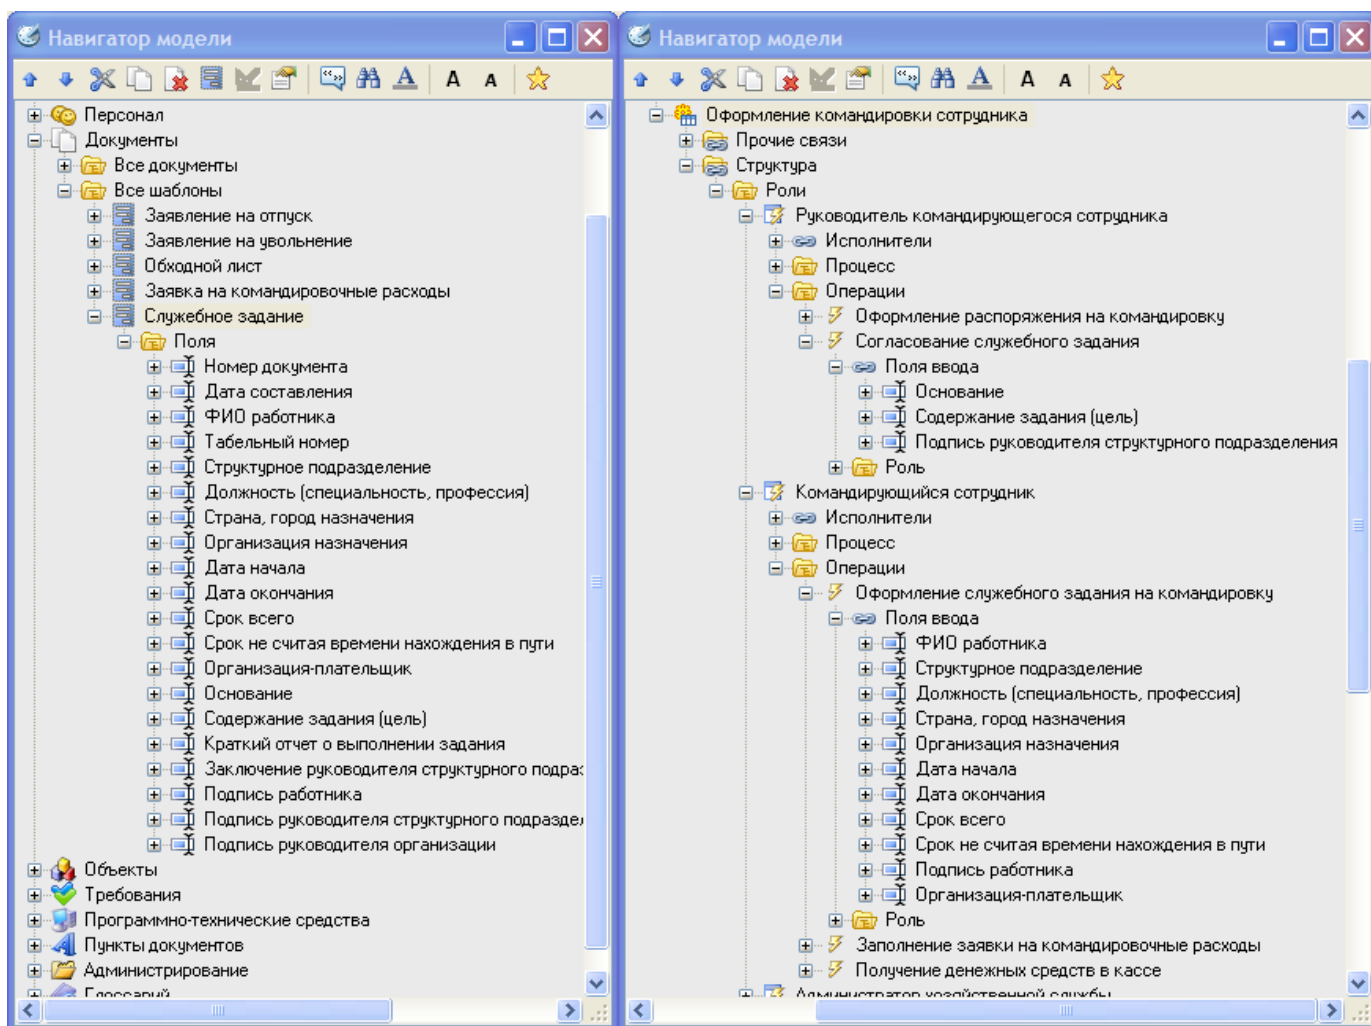 Навигатор модели
A A A
Персонал
Документы
Все документы
Все шаблоны
Заявление на отпуск
Заявление на увольнение
Обходной лист
Заявка на командировочные расходы
Служебное задание
Поля
Номер документа
Дата составления
ФИО работника
Табельный номер
Структурное подразделение
Должность (специальность, профессия)
Страна, город назначения
Организация назначения
Дата начала
Дата окончания
Срок всего
Срок не считая времени нахождения в пути
Организация-плательщик
Основание
Содержание задания (цель)
Краткий отчет о выполнении задания
Заключение руководителя структурного подраз
Подпись работника
Подпись руководителя структурного подраздел
Подпись руководителя организации
Объекты
Требования
Программно-технические средства
Пункты документов
Администрирование
Глоссарий
Навигатор модели
A A A
Оформление командировки сотрудника
Прочие связи
Структура
Роли
Руководитель командирующегося сотрудника
Исполнители
Процесс
Операции
Оформление распоряжения на командировку
Согласование служебного задания
Поля ввода
Основание
Содержание задания (цель)
Подпись руководителя структурного подразделения
Роль
Командирующийся сотрудник
Исполнители
Процесс
Операции
Оформление служебного задания на командировку
Поля ввода
ФИО работника
Структурное подразделение
Должность (специальность, профессия)
Страна, город назначения
Организация назначения
Дата начала
Дата окончания
Срок всего
Срок не считая времени нахождения в пути
Подпись работника
Организация-плательщик
Роль
Заполнение заявки на командировочные расходы
Получение денежных средств в кассе
Администратор хозяйственной службы